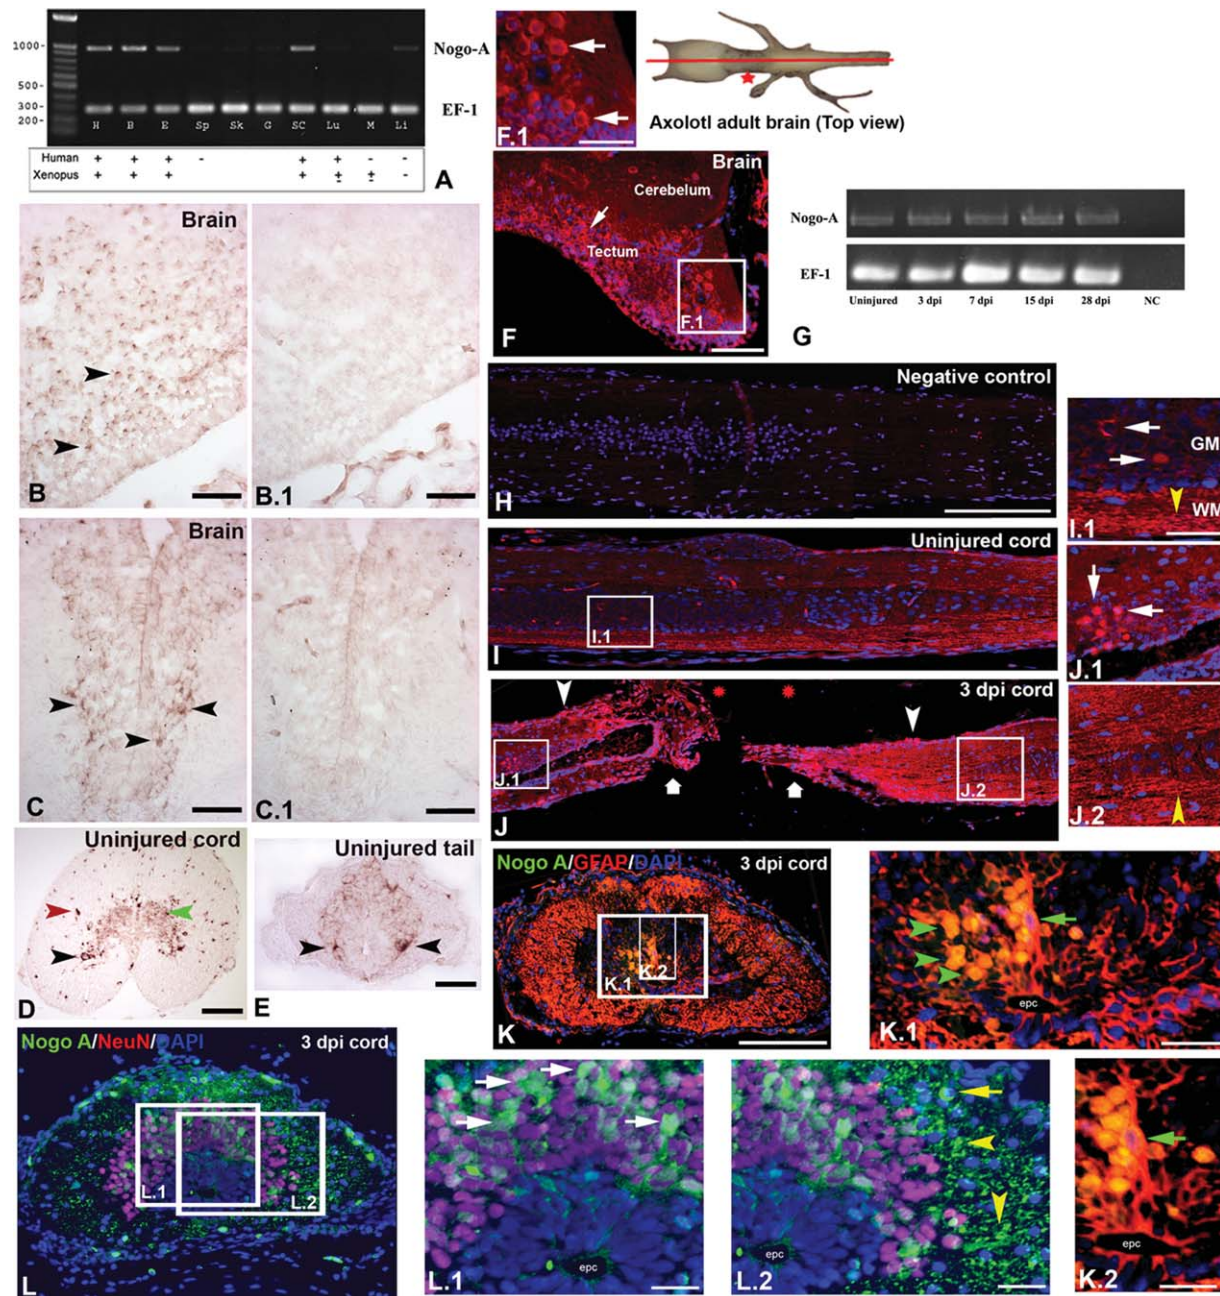 1000-
500-
300-
200-
Nogo-A
EF-1
H B E Sp Sk G SC Lu M Li
Human + + + - + + - -
Xenopus + + + + ± ± -
A
F.1
Axolotl adult brain (Top view)
Brain
Cerebelum
Tectum
F.1
F
Nogo-A
EF-1
Uninjured 3 dpi 7 dpi 15 dpi 28 dpi NC
G
Brain
B
B.1
Negative control
H
GM
WM
I.1
Uninjured cord
I.1
I
J.1
Brain
C
C.1
3 dpi cord
J.1
J.2
J
J.2
Uninjured cord
D
Uninjured tail
E
Nogo A/GFAP/DAPI 3 dpi cord
K.1
K.2
K
epc
K.1
Nogo A/NeuN/DAPI 3 dpi cord
L.1
L.2
L
epc
L.1
epc
L.2
epc
K.2